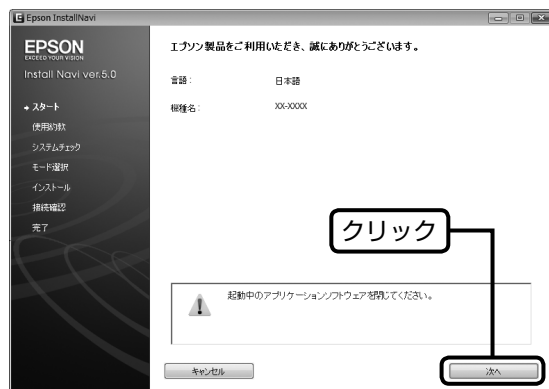 Epson InstallNavi
EPSON
EXCEED YOUR VISION
Install Navi ver.5.0
スタート
使用約款
システムチェック
モード選択
インストール
接続確認
完了
エプソン製品をご利用いただき、誠にありがとうございます。
言語: 日本語
機種名: XX-XXXX
クリック
起動中のアプリケーションソフトウェアを閉じてください。
キャンセル
次へ